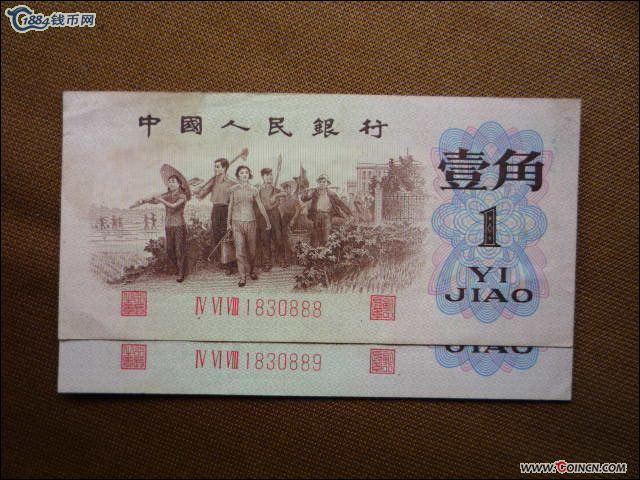 1884钱币网
中國人民銀行
壹角
1
YI
JIAO
Ⅳ Ⅵ Ⅷ 1830888
JIAO
Ⅳ Ⅵ Ⅷ 1830889
WWW.COINCN.COM